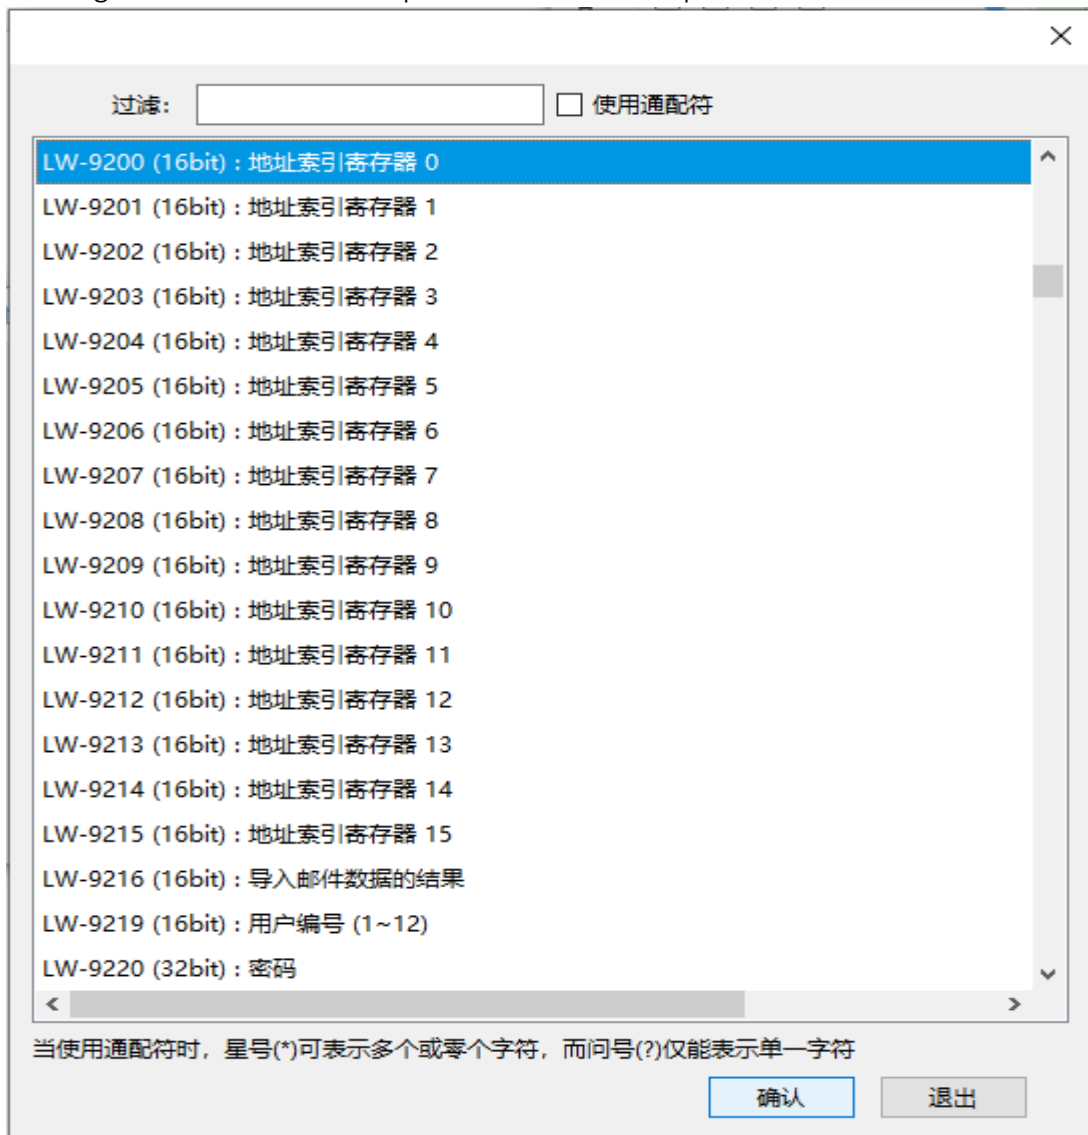 过滤:
使用通配符
LW-9200 (16bit) : 地址索引寄存器 0
LW-9201 (16bit) : 地址索引寄存器 1
LW-9202 (16bit) : 地址索引寄存器 2
LW-9203 (16bit) : 地址索引寄存器 3
LW-9204 (16bit) : 地址索引寄存器 4
LW-9205 (16bit) : 地址索引寄存器 5
LW-9206 (16bit) : 地址索引寄存器 6
LW-9207 (16bit) : 地址索引寄存器 7
LW-9208 (16bit) : 地址索引寄存器 8
LW-9209 (16bit) : 地址索引寄存器 9
LW-9210 (16bit) : 地址索引寄存器 10
LW-9211 (16bit) : 地址索引寄存器 11
LW-9212 (16bit) : 地址索引寄存器 12
LW-9213 (16bit) : 地址索引寄存器 13
LW-9214 (16bit) : 地址索引寄存器 14
LW-9215 (16bit) : 地址索引寄存器 15
LW-9216 (16bit) : 导入邮件数据的结果
LW-9219 (16bit) : 用户编号 (1~12)
LW-9220 (32bit) : 密码
当使用通配符时，星号(*)可表示多个或零个字符，而问号(?)仅能表示单一字符
确认
退出